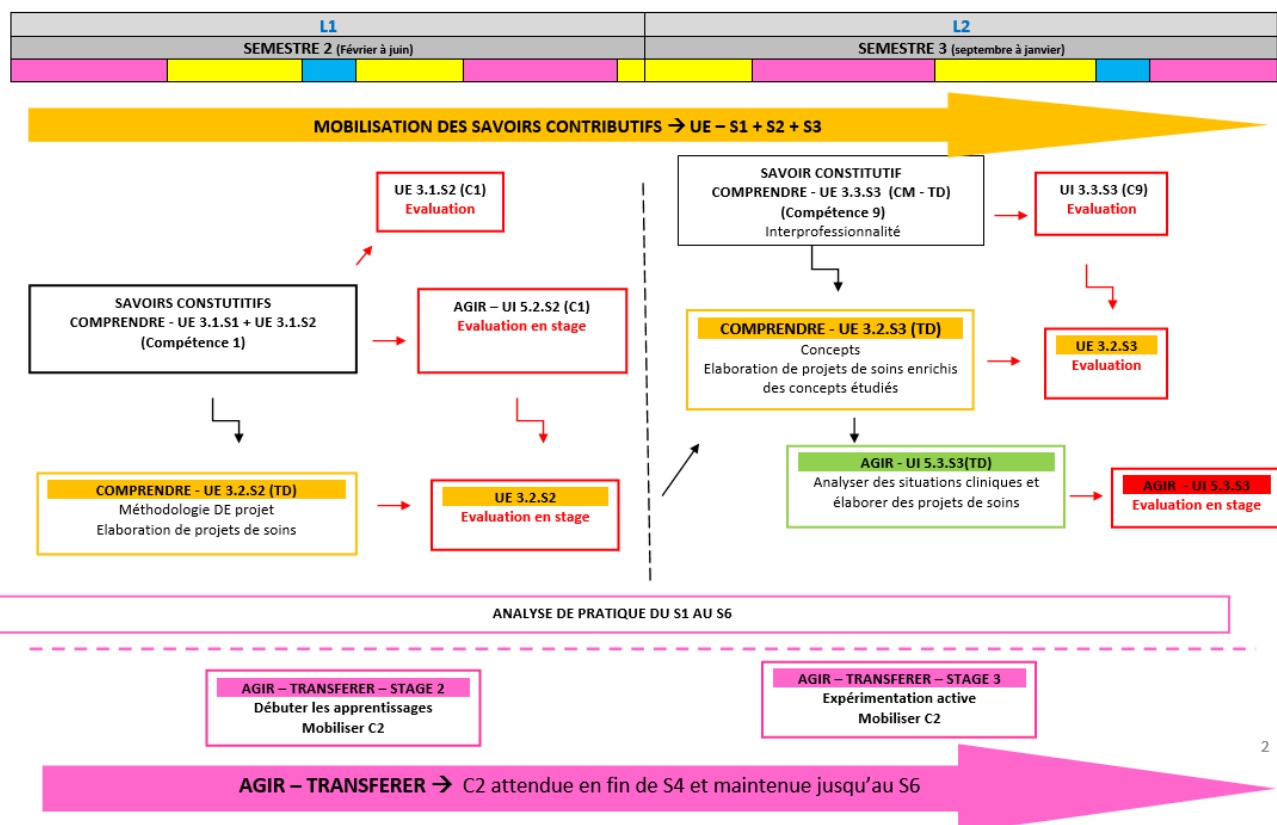 L1
L2
SEMESTRE 2 (Février à juin)
SEMESTRE 3 (septembre à janvier)
MOBILISATION DES SAVOIRS CONTRIBUTIFS → UE – S1 + S2 + S3
UE 3.1.S2 (C1)
Evaluation
SAVOIR CONSTITUTIF
COMPRENDRE - UE 3.3.S3 (CM - TD)
(Compétence 9)
Interprofessionnalité
UI 3.3.S3 (C9)
Evaluation
SAVOIRS CONSTUTITIFS
COMPRENDRE - UE 3.1.S1 + UE 3.1.S2
(Compétence 1)
AGIR – UI 5.2.S2 (C1)
Evaluation en stage
COMPRENDRE - UE 3.2.S3 (TD)
Concepts
Elaboration de projets de soins enrichis
des concepts étudiés
UE 3.2.S3
Evaluation
COMPRENDRE - UE 3.2.S2 (TD)
Méthodologie DE projet
Elaboration de projets de soins
UE 3.2.S2
Evaluation en stage
AGIR - UI 5.3.S3(TD)
Analyser des situations cliniques et
élaborer des projets de soins
AGIR - UI 5.3.S3
Evaluation en stage
ANALYSE DE PRATIQUE DU S1 AU S6
AGIR – TRANSFERER – STAGE 2
Débuter les apprentissages
Mobiliser C2
AGIR – TRANSFERER – STAGE 3
Expérimentation active
Mobiliser C2
2
AGIR – TRANSFERER → C2 attendue en fin de S4 et maintenue jusqu'au S6